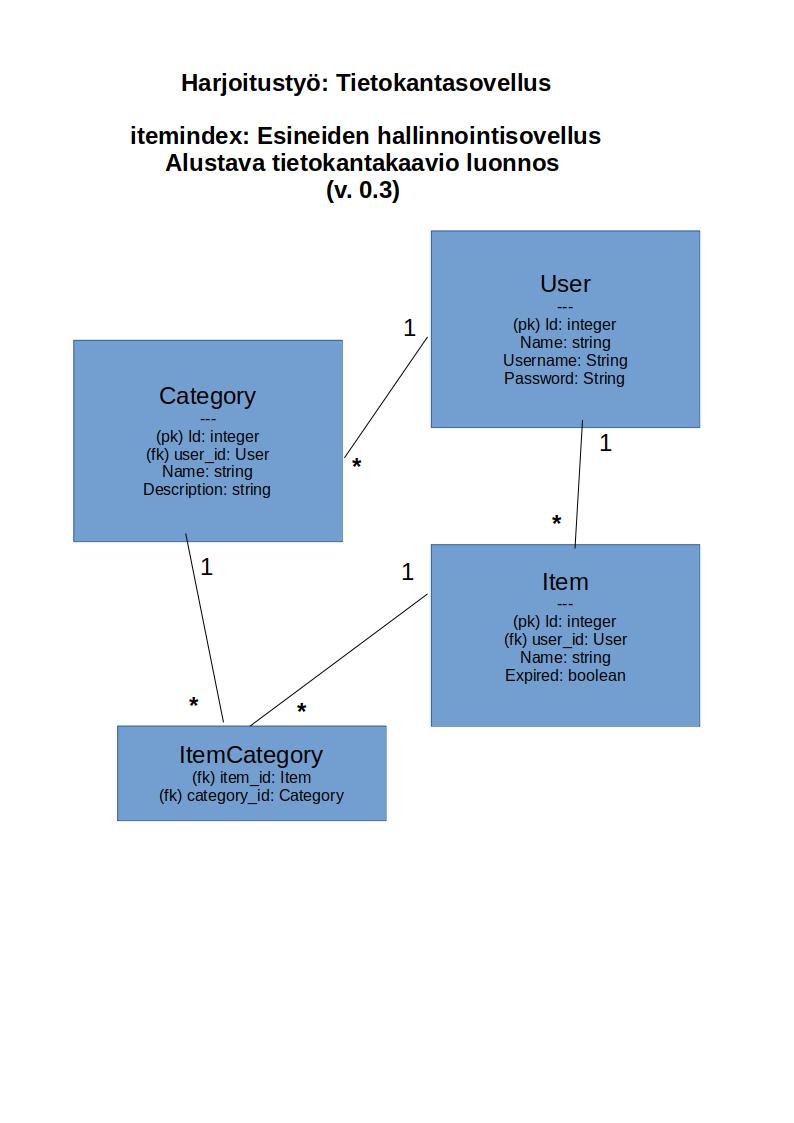 Harjoitustyö: Tietokantasovellus
itemindex: Esineiden hallinnointisovellus
Alustava tietokantakaavio luonnos
(v. 0.3)
User
---
(pk) Id: integer
Name: string
Username: String
Password: String
1
*
Category
---
(pk) Id: integer
(fk) user_id: User
Name: string
Description: string
1
*
Item
---
(pk) Id: integer
(fk) user_id: User
Name: string
Expired: boolean
1
1
*
*
ItemCategory
(fk) item_id: Item
(fk) category_id: Category